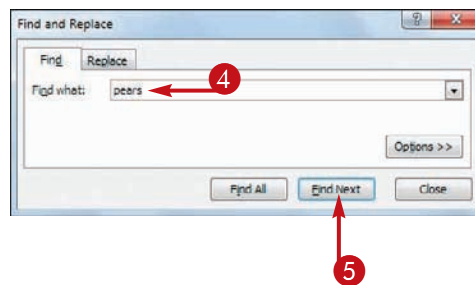 Find and Replace
Find Replace
Find what: pears 4
Options >>
Find All Find Next Close
5